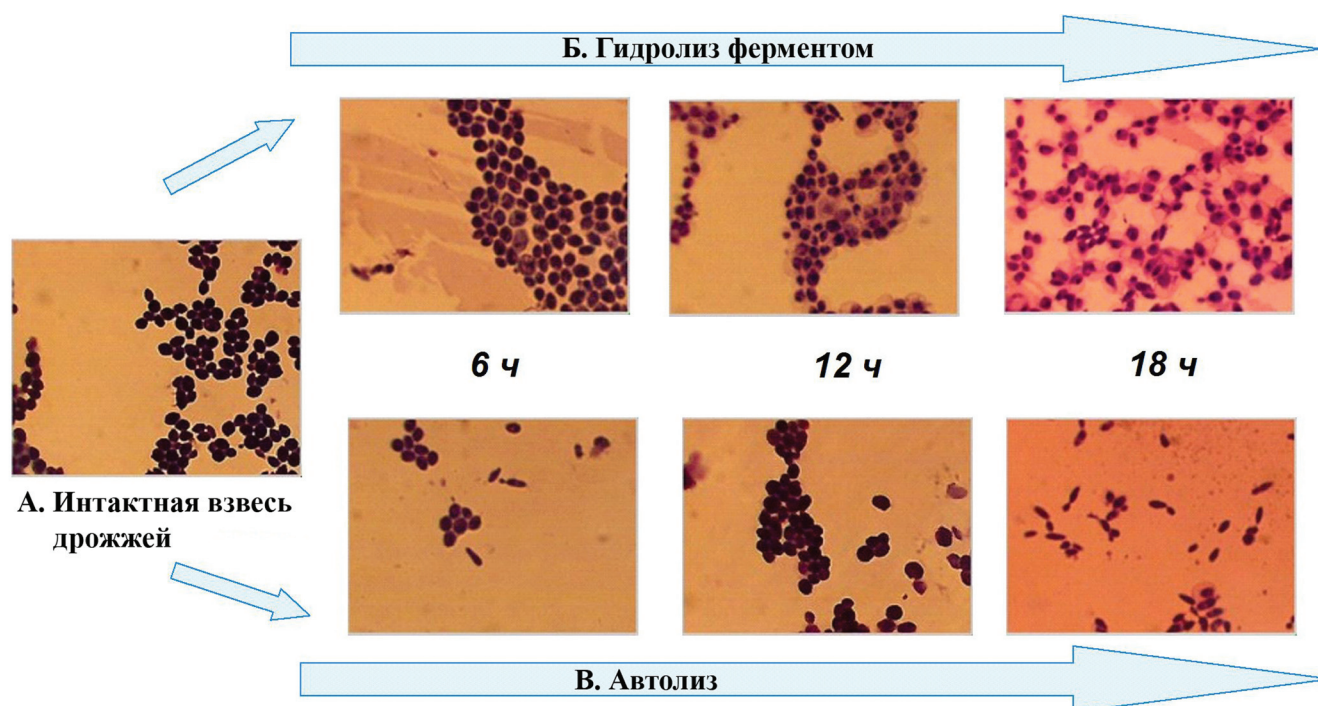 Б. Гидролиз ферментом
6 ч
12 ч
18 ч
А. Интактная взвесь
дрожжей
В. Автолиз